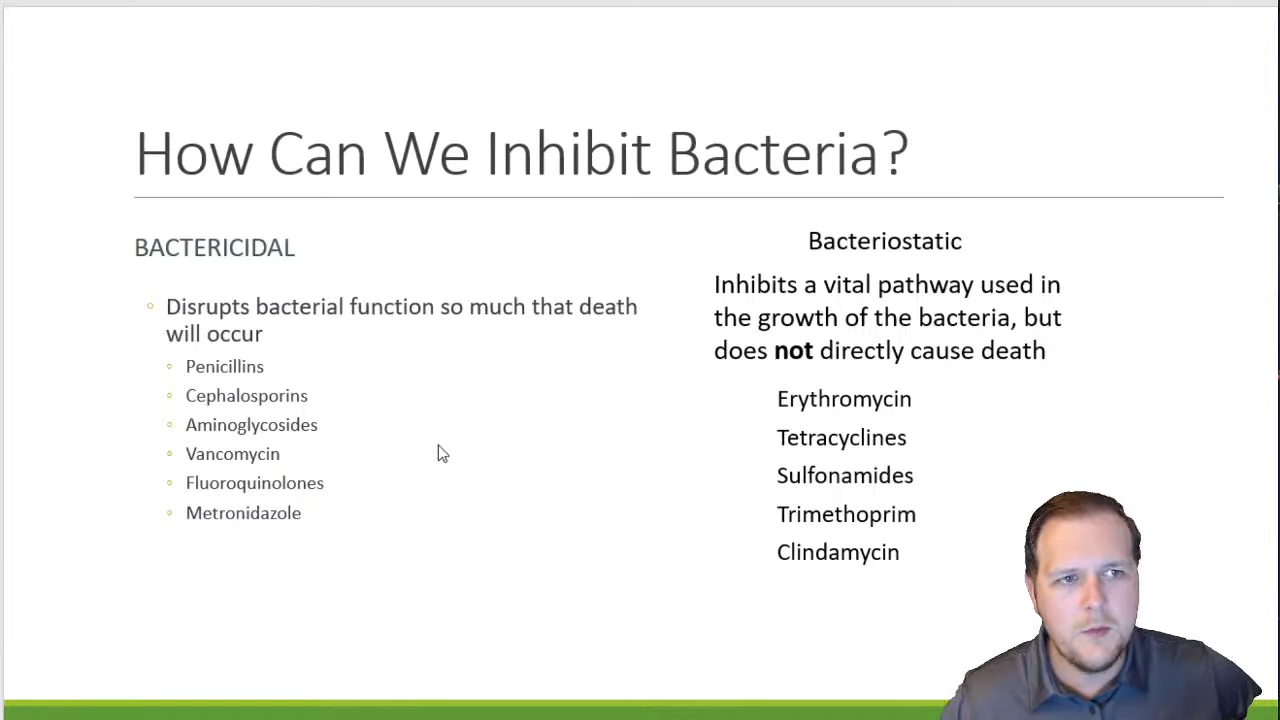 How Can We Inhibit Bacteria?
BACTERICIDAL
Disrupts bacterial function so much that death
will occur
Penicillins
Cephalosporins
Aminoglycosides
Vancomycin
Fluoroquinolones
Metronidazole
Bacteriostatic
Inhibits a vital pathway used in
the growth of the bacteria, but
does not directly cause death
Erythromycin
Tetracyclines
Sulfonamides
Trimethoprim
Clindamycin